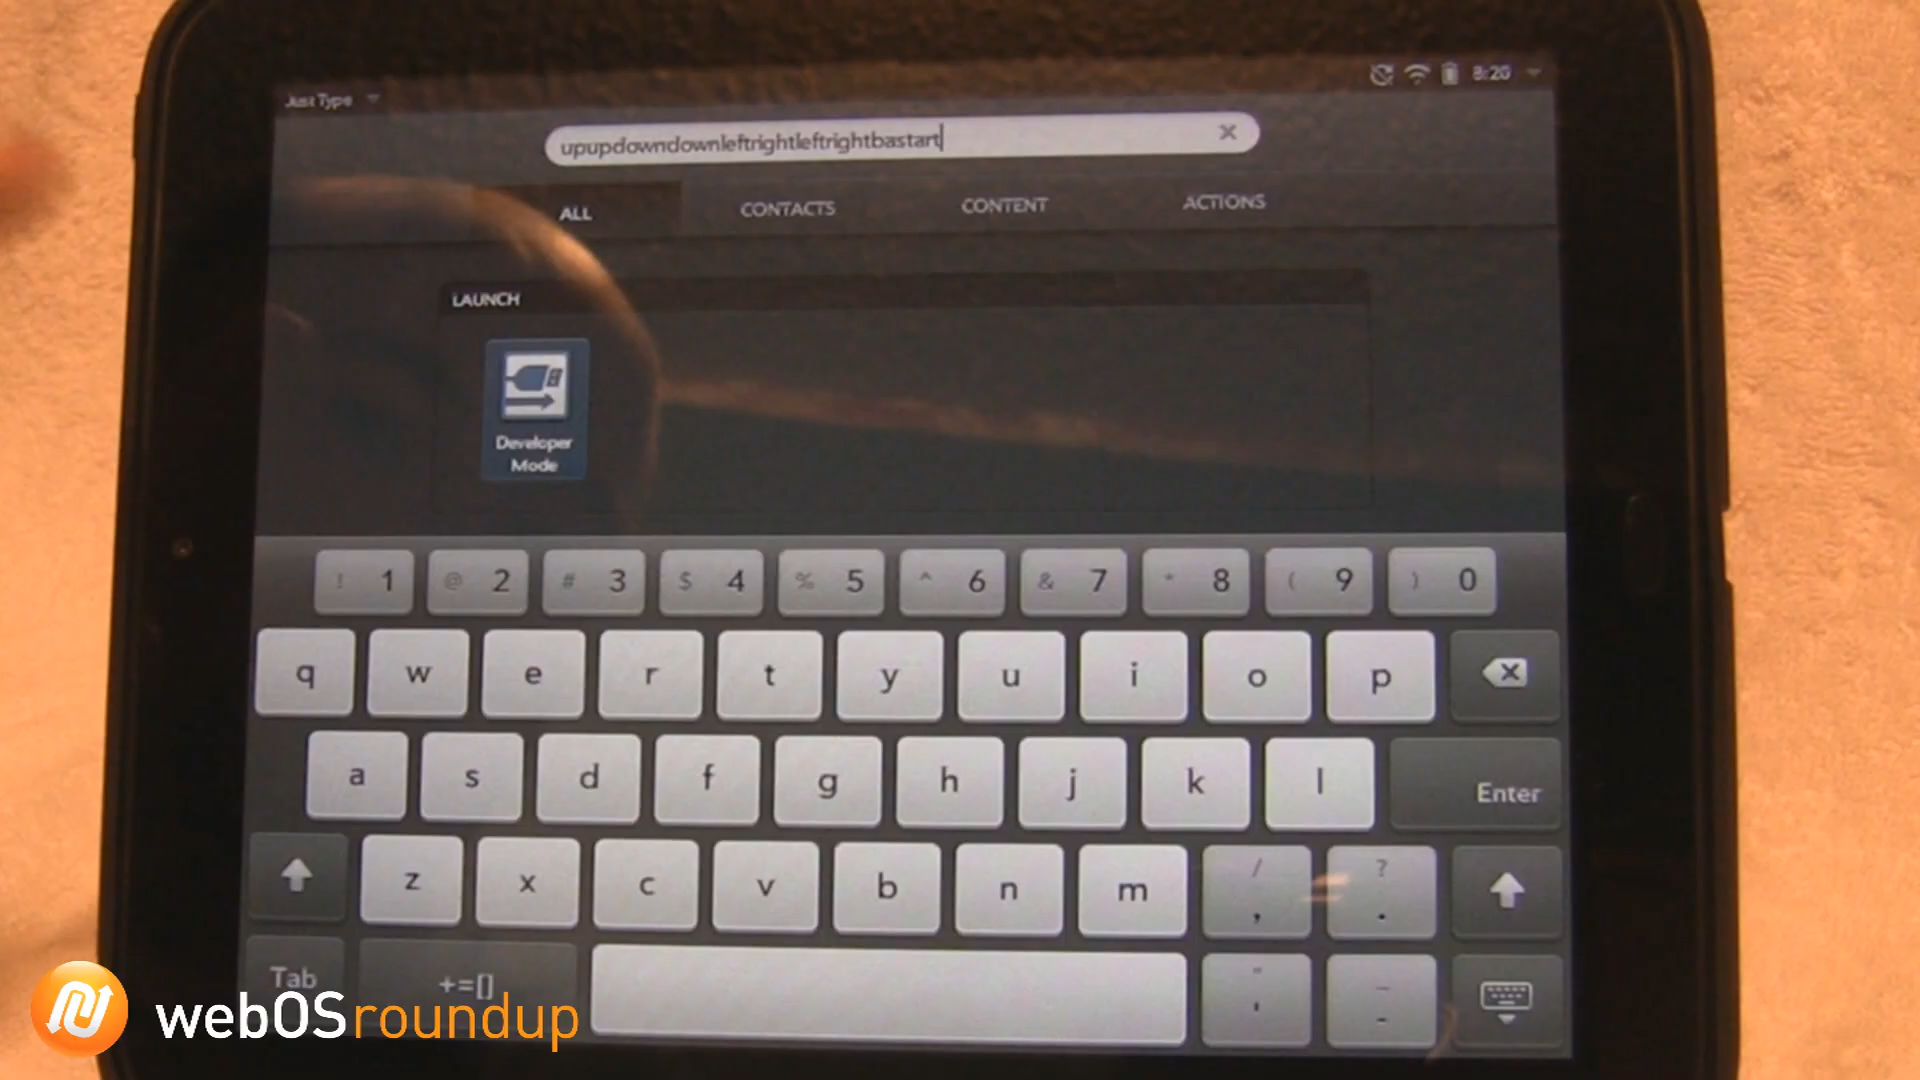 Just Type
8:20
upupdowndownleftrightleftrightbastart
ALL CONTACTS CONTENT ACTIONS
LAUNCH
Developer
Mode
! 1 @ 2 # 3 $ 4 % 5 ^ 6 & 7 * 8 ( 9 ) 0
q w e r t y u i o p
a s d f g h j k l Enter
z x c v b n m / , ? .
Tab +=[] " ' _ -
webOSroundup